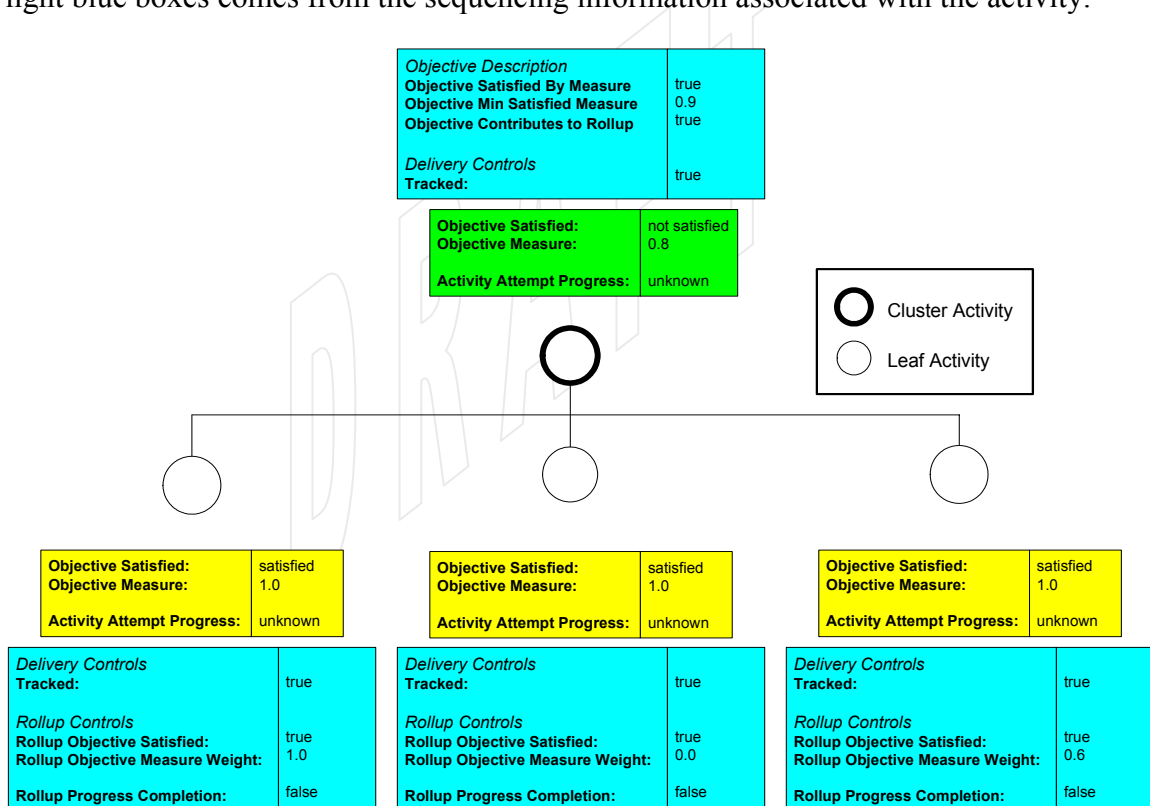 light blue boxes comes from the sequencing information associated with the activity.
Objective Description
Objective Satisfied By Measure true
Objective Min Satisfied Measure 0.9
Objective Contributes to Rollup true
Delivery Controls
Tracked: true
Objective Satisfied: not satisfied
Objective Measure: 0.8
Activity Attempt Progress: unknown
Cluster Activity
Leaf Activity
DRAFT
Objective Satisfied: satisfied
Objective Measure: 1.0
Activity Attempt Progress: unknown
Delivery Controls
Tracked: true
Rollup Controls
Rollup Objective Satisfied: true
Rollup Objective Measure Weight: 1.0
Rollup Progress Completion: false
Objective Satisfied: satisfied
Objective Measure: 1.0
Activity Attempt Progress: unknown
Delivery Controls
Tracked: true
Rollup Controls
Rollup Objective Satisfied: true
Rollup Objective Measure Weight: 0.0
Rollup Progress Completion: false
Objective Satisfied: satisfied
Objective Measure: 1.0
Activity Attempt Progress: unknown
Delivery Controls
Tracked: true
Rollup Controls
Rollup Objective Satisfied: true
Rollup Objective Measure Weight: 0.6
Rollup Progress Completion: false